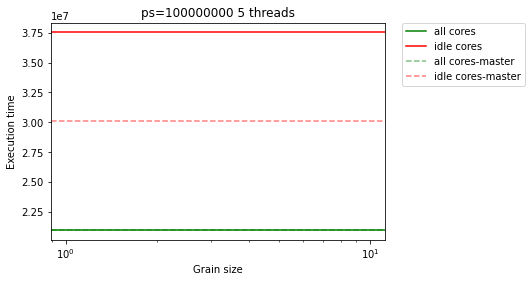 ps=100000000 5 threads
1e7
3.75
3.50
3.25
3.00
2.75
2.50
2.25
Execution time
10⁰
10¹
Grain size
all cores
idle cores
all cores-master
idle cores-master